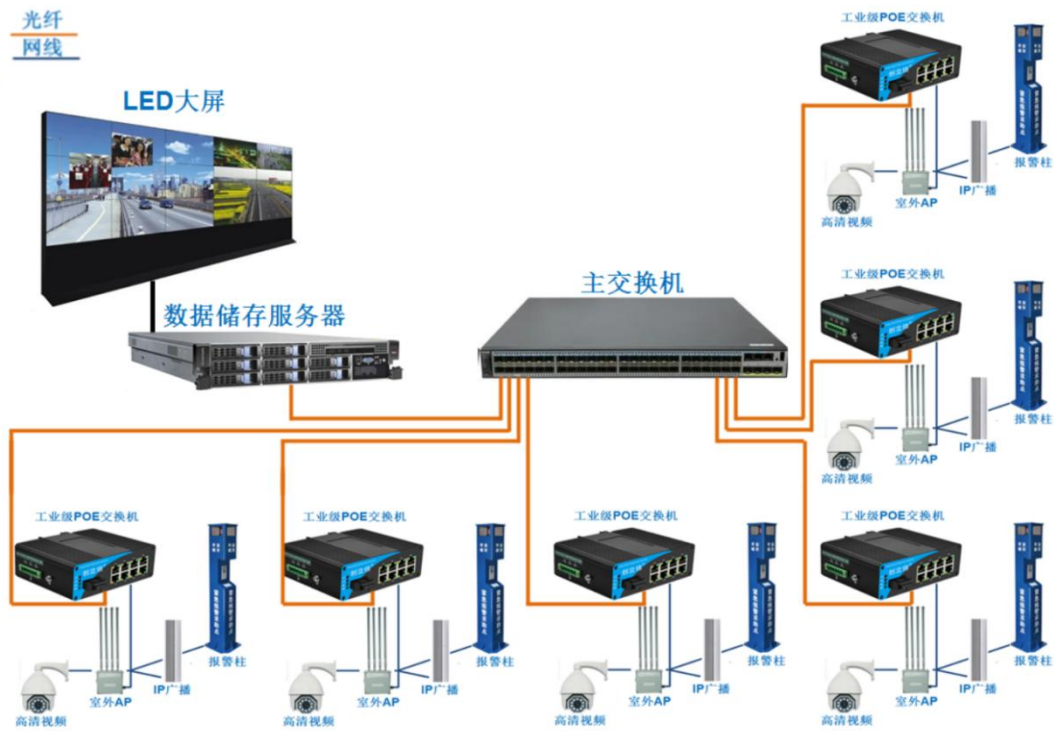 光纤
网线
LED大屏
数据储存服务器
主交换机
工业级POE交换机
报警柱
IP广播
室外AP
高清视频
工业级POE交换机
报警柱
IP广播
室外AP
高清视频
工业级POE交换机
报警柱
IP广播
室外AP
高清视频
工业级POE交换机
报警柱
IP广播
室外AP
高清视频
工业级POE交换机
报警柱
IP广播
室外AP
高清视频
工业级POE交换机
报警柱
IP广播
室外AP
高清视频